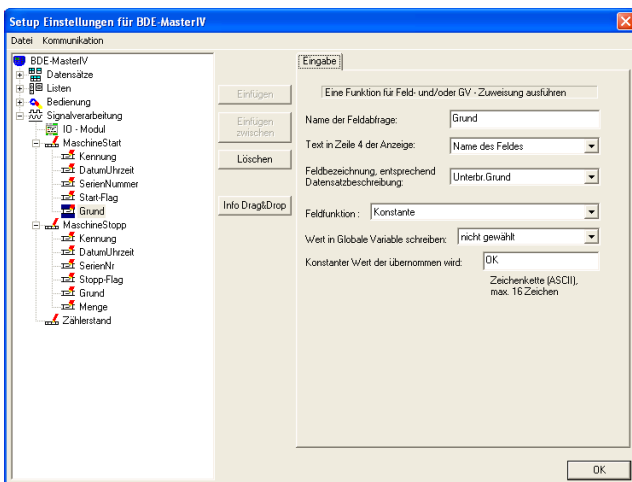 Setup Einstellungen für BDE-MasterIV
Datei Kommunikation
BDE-MasterIV
Datensätze
Listen
Bedienung
Signalverarbeitung
IO - Modul
MaschineStart
Kennung
DatumUhrzeit
SerienNummer
Start-Flag
Grund
MaschineStopp
Kennung
DatumUhrzeit
SerienNr
Stopp-Flag
Grund
Menge
Zählerstand
Einfügen
Einfügen
zwischen
Löschen
Info Drag&Drop
Eingabe
Eine Funktion für Feld- und/oder GV - Zuweisung ausführen
Name der Feldabfrage: Grund
Text in Zeile 4 der Anzeige: Name des Feldes
Feldbezeichnung, entsprechend
Datensatzbeschreibung: Unterbr.Grund
Feldfunktion : Konstante
Wert in Globale Variable schreiben: nicht gewählt
Konstanter Wert der übernommen wird: OK
Zeichenkette (ASCII),
max. 16 Zeichen
OK